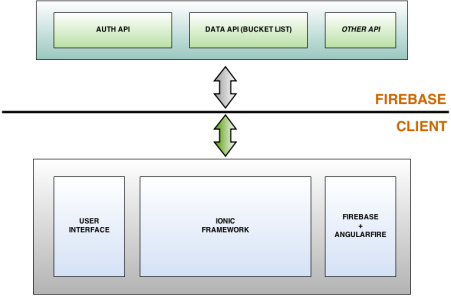 AUTH API
DATA API (BUCKET LIST)
OTHER API
FIREBASE
CLIENT
USER
INTERFACE
IONIC
FRAMEWORK
FIREBASE
+
ANGULARFIRE